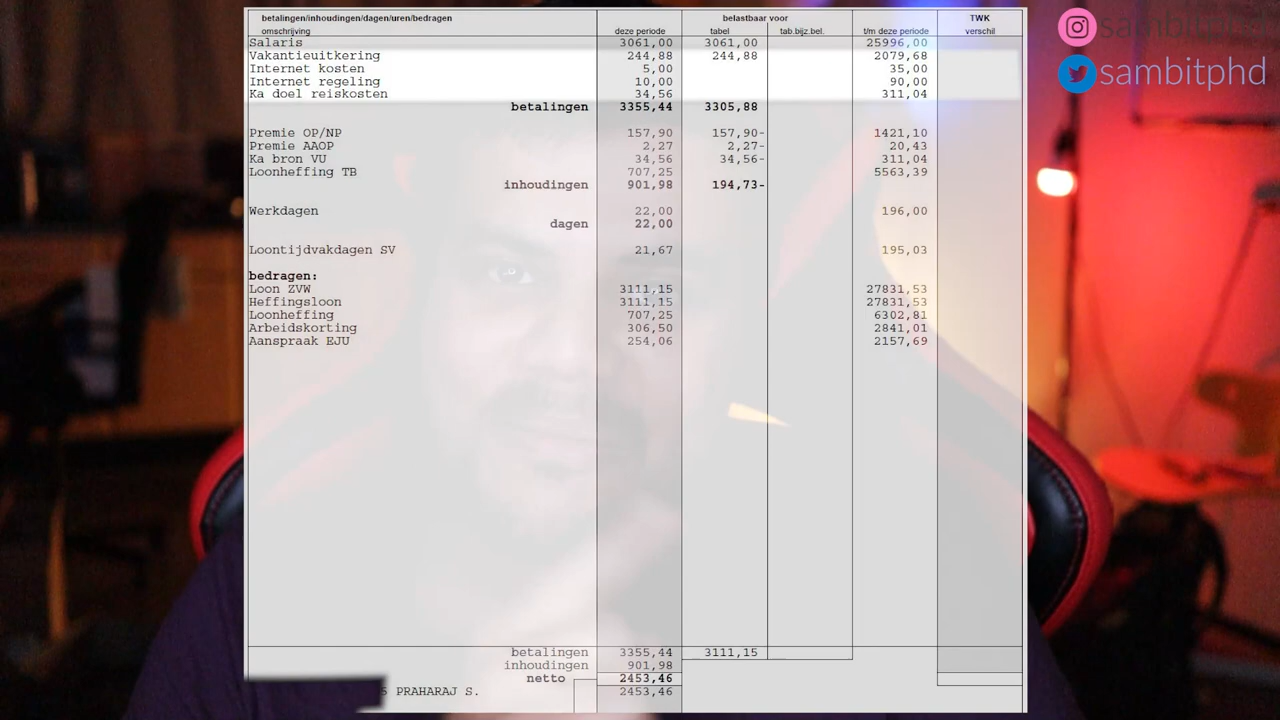 betalingen/inhoudingen/dagen/uren/bedragen belastbaar voor TWK
omschrijving deze periode tabel tab.bijz.bel. t/m deze periode verschil
Salaris 3061,00 3061,00 25996,00
Vakantieuitkering 244,88 244,88 2079,68
Internet kosten 5,00 35,00
Internet regeling 10,00 90,00
Ka doel reiskosten 34,56 311,04
betalingen 3355,44 3305,88
Premie OP/NP 157,90 157,90- 1421,10
Premie AAOP 2,27 2,27- 20,43
Ka bron VU 34,56 34,56- 311,04
Loonheffing TB 707,25 5563,39
inhoudingen 901,98 194,73-
Werkdagen 22,00 196,00
dagen 22,00
Loontijdvakdagen SV 21,67 195,03
bedragen:
Loon ZVW 3111,15 27831,53
Heffingsloon 3111,15 27831,53
Loonheffing 707,25 6302,81
Arbeidskorting 306,50 2841,01
Aanspraak EJU 254,06 2157,69
betalingen 3355,44 3111,15
inhoudingen 901,98
netto 2453,46
PRAHARAJ S. 2453,46
sambitphd
sambitphd